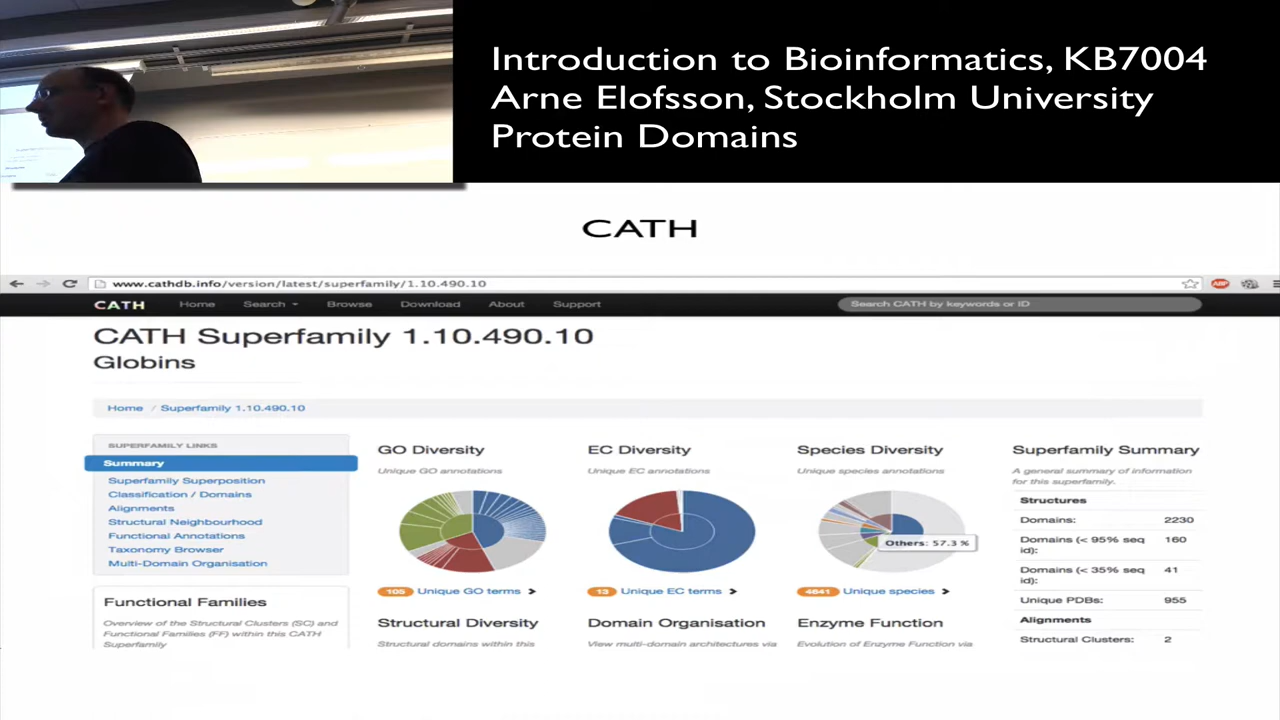 Introduction to Bioinformatics, KB7004
Arne Elofsson, Stockholm University
Protein Domains
CATH
www.cathdb.info/version/latest/superfamily/1.10.490.10
ABP
CATH Home Search Browse Download About Support Search CATH by keywords or ID
CATH Superfamily 1.10.490.10
Globins
Home / Superfamily 1.10.490.10
SUPERFAMILY LINKS
Summary
Superfamily Superposition
Classification / Domains
Alignments
Structural Neighbourhood
Functional Annotations
Taxonomy Browser
Multi-Domain Organisation
Functional Families
Overview of the Structural Clusters (SC) and
Functional Families (FF) within this CATH
Superfamily
GO Diversity
Unique GO annotations
105 Unique GO terms
Structural Diversity
Structural domains within this
EC Diversity
Unique EC annotations
13 Unique EC terms
Domain Organisation
View multi-domain architectures via
Species Diversity
Unique species annotations
Others: 57.3 %
4641 Unique species
Enzyme Function
Evolution of Enzyme Function via
Superfamily Summary
A general summary of information
for this superfamily.
Structures
Domains: 2230
Domains (< 95% seq 160
id):
Domains (< 35% seq 41
id):
Unique PDBs: 955
Alignments
Structural Clusters: 2